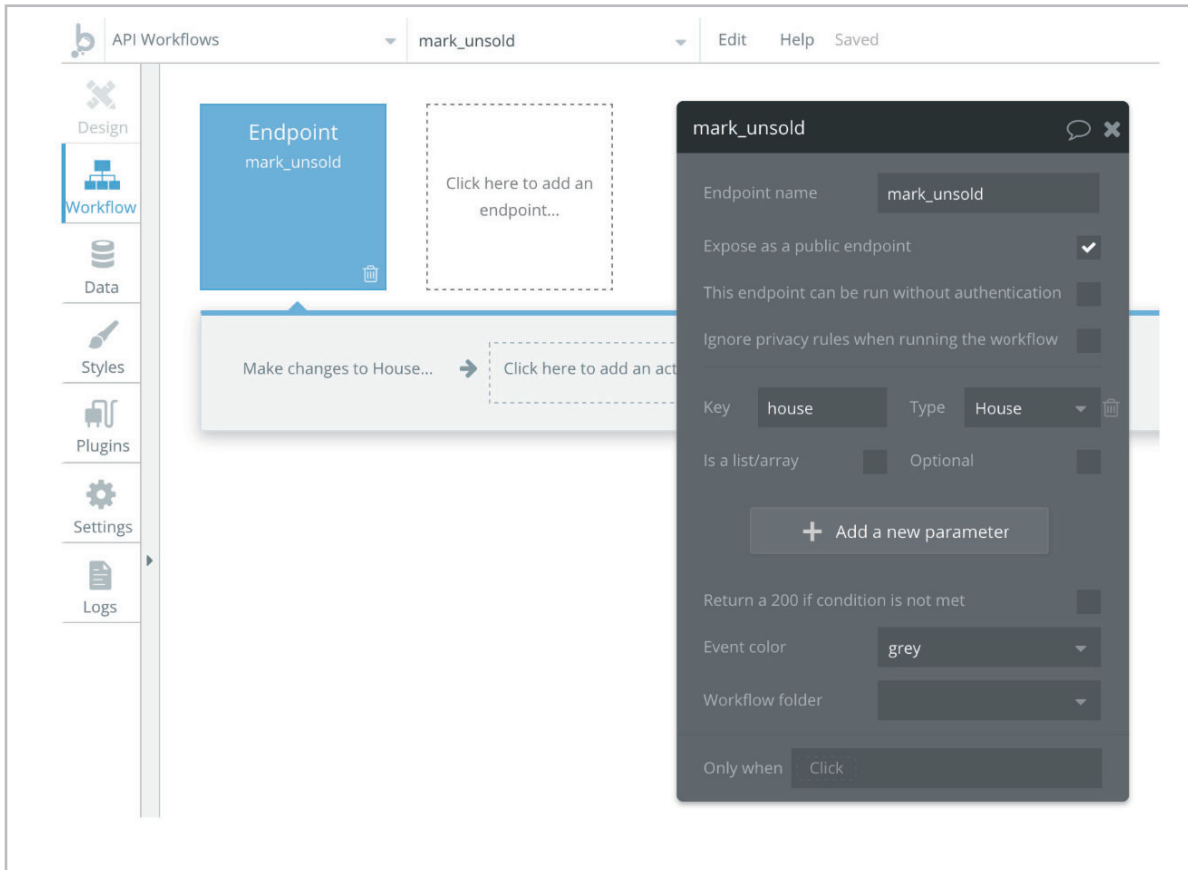 API Workflows
mark_unsold
Edit
Help
Saved
Design
Workflow
Data
Styles
Plugins
Settings
Logs
Endpoint
mark_unsold
Click here to add an
endpoint...
Make changes to House...
Click here to add an act
mark_unsold
Endpoint name
mark_unsold
Expose as a public endpoint
This endpoint can be run without authentication
Ignore privacy rules when running the workflow
Key
house
Type
House
Is a list/array
Optional
Add a new parameter
Return a 200 if condition is not met
Event color
grey
Workflow folder
Only when
Click